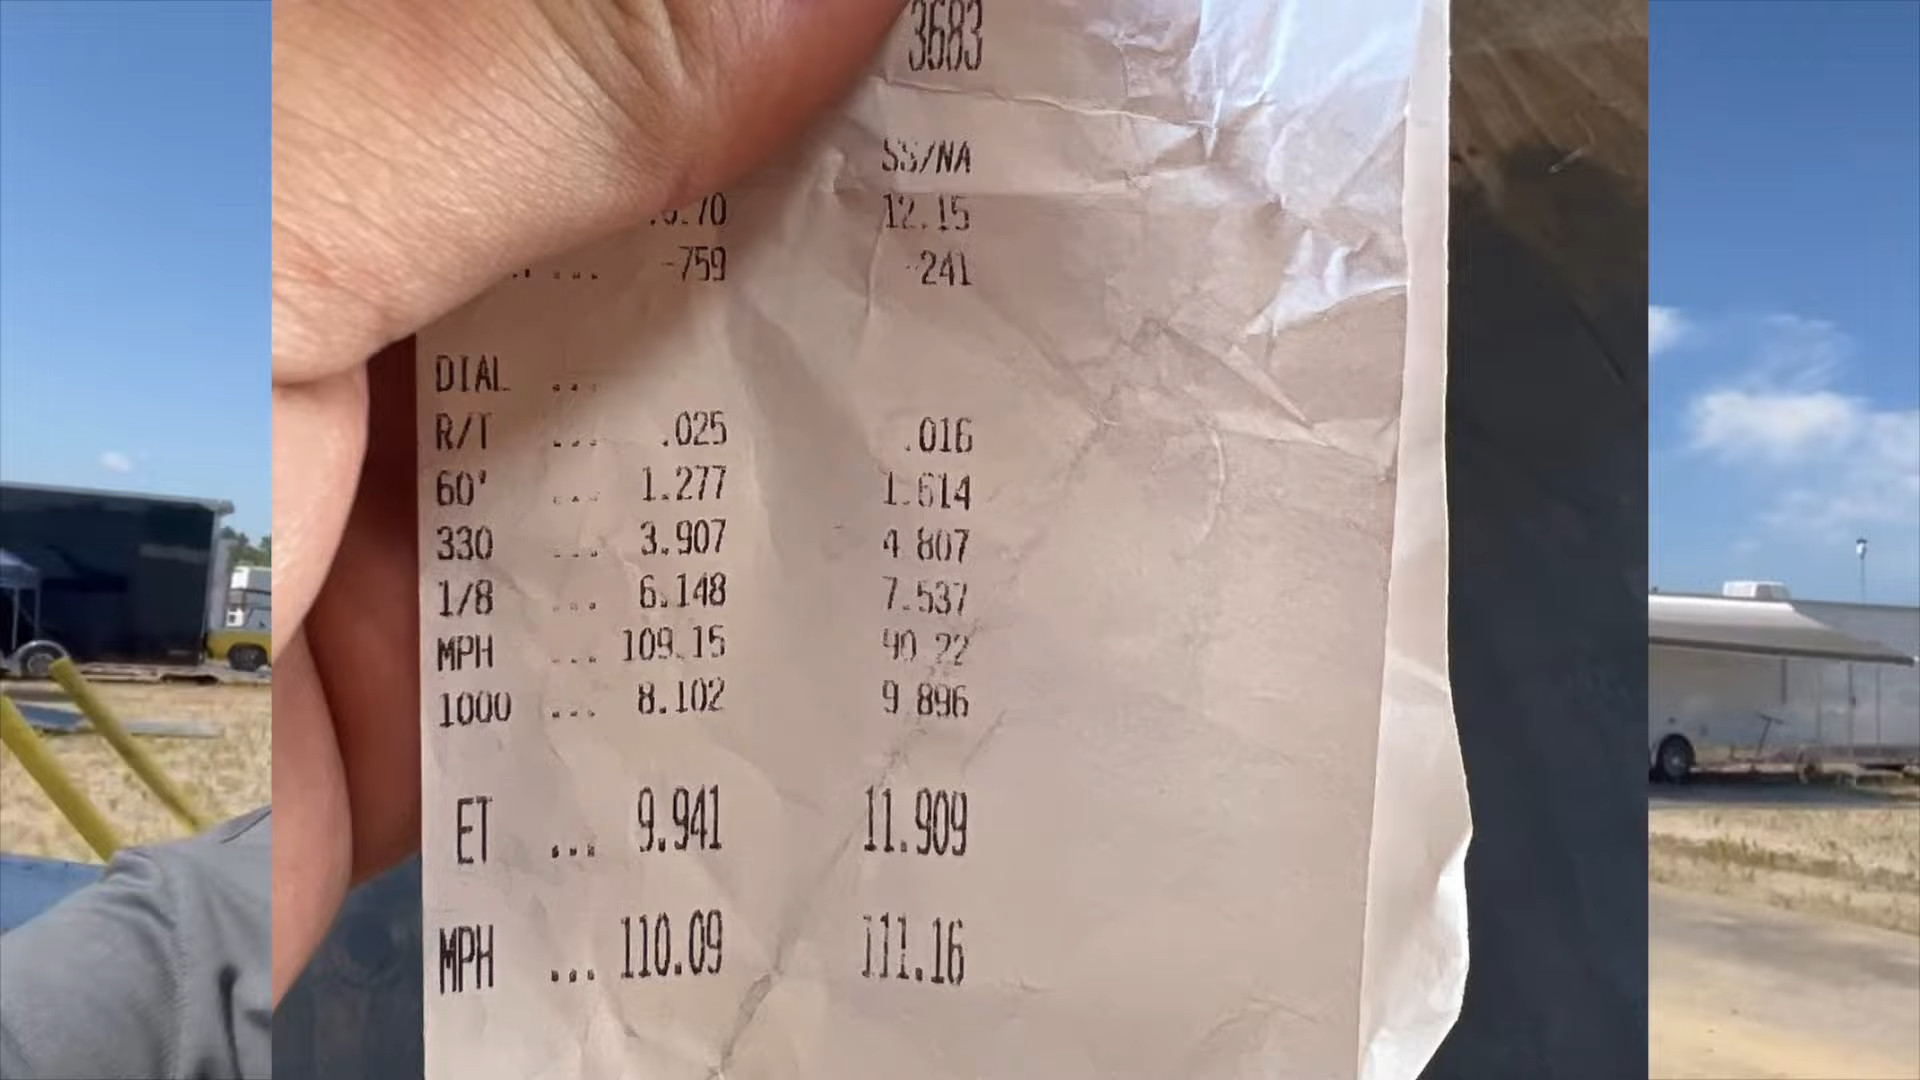 3683
SS/NA
.70 12.15
... -759 -241
DIAL ...
R/T ... .025 .016
60' ... 1.277 1.614
330 ... 3.907 4.807
1/8 ... 6.148 7.537
MPH ... 109.15 90.22
1000 ... 8.102 9.896
ET ... 9.941 11.909
MPH ... 110.09 111.16